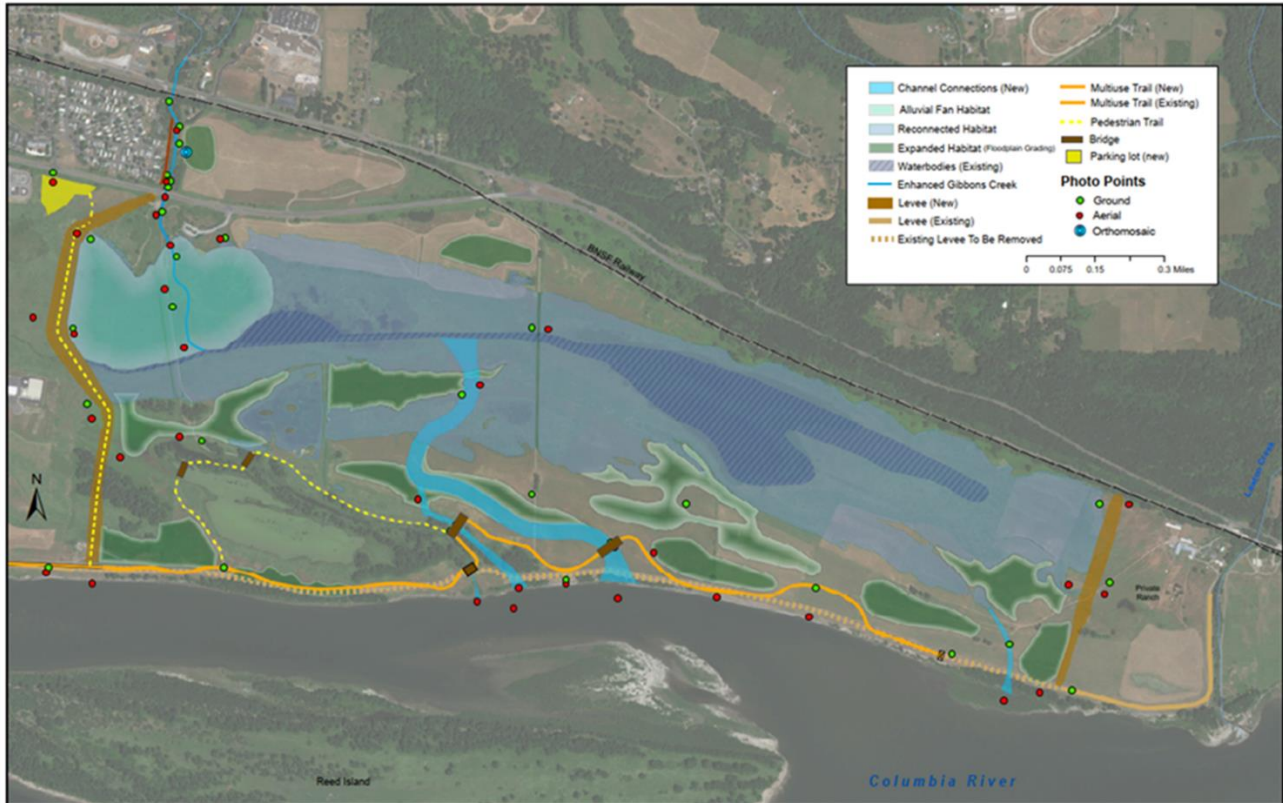 Channel Connections (New)
Alluvial Fan Habitat
Reconnected Habitat
Expanded Habitat (Floodplain Grading)
Waterbodies (Existing)
Enhanced Gibbons Creek
Levee (New)
Levee (Existing)
Existing Levee To Be Removed
Multiuse Trail (New)
Multiuse Trail (Existing)
Pedestrian Trail
Bridge
Parking lot (new)
Photo Points
Ground
Aerial
Orthomosaic
0 0.075 0.15 0.3 Miles
BNSF Railway
Lawton Creek
N
Private
Ranch
Reed Island
Columbia River